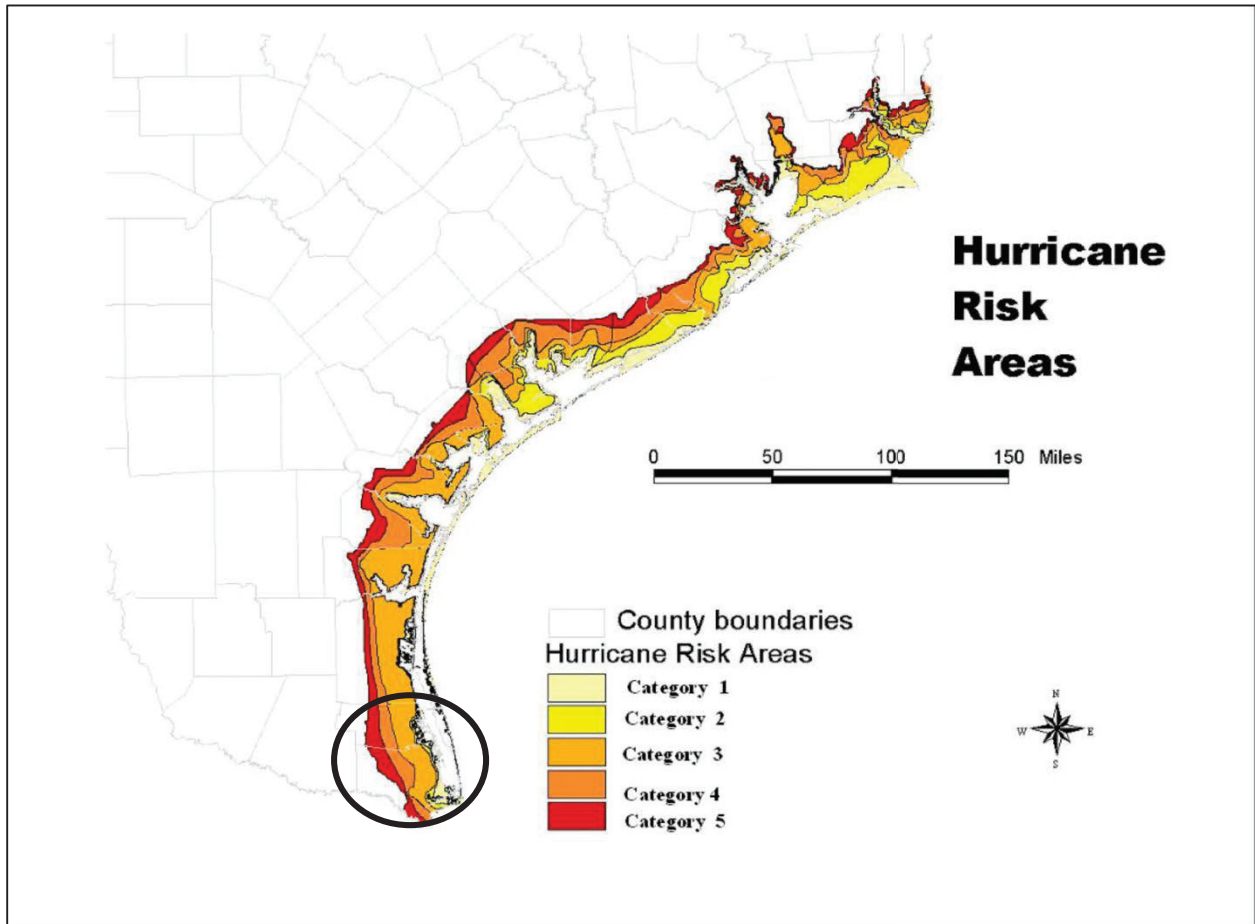 Hurricane
Risk
Areas
0 50 100 150 Miles
County boundaries
Hurricane Risk Areas
Category 1
Category 2
Category 3
Category 4
Category 5
N
W E
S